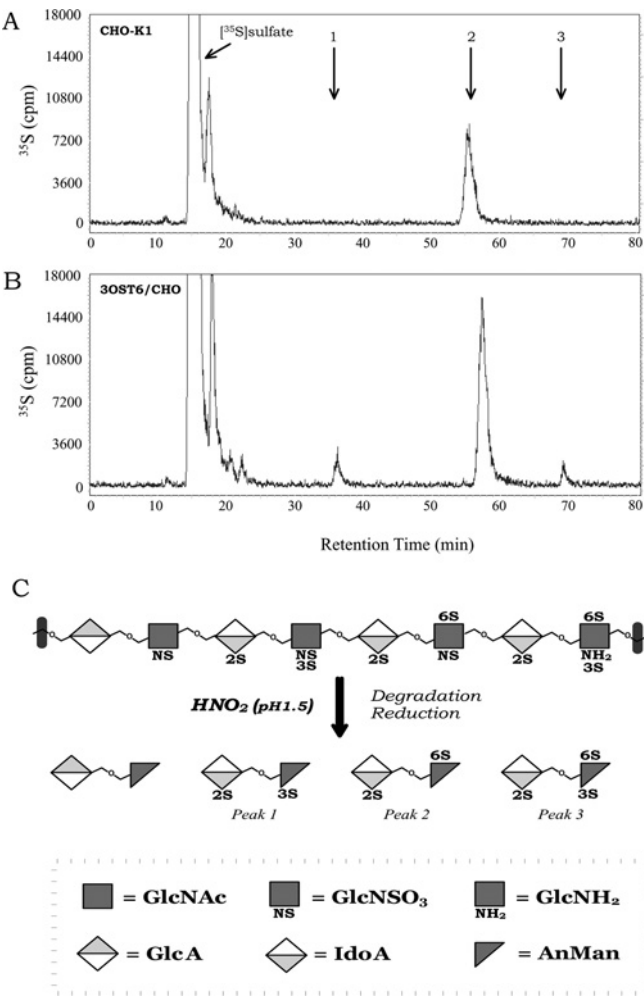 A
CHO-K1
[³⁵S]sulfate
1 2 3
18000
14400
10800
7200
3600
0
³⁵S (cpm)
0 10 20 30 40 50 60 70 80
B
3OST6/CHO
18000
14400
10800
7200
3600
0
³⁵S (cpm)
0 10 20 30 40 50 60 70 80
Retention Time (min)
C
6S 6S
NS 2S NS 2S NS 2S NH₂
3S 3S
O O O O O O O O O
HNO₂ (pH1.5) Degradation
Reduction
O O O O
6S 6S
2S 3S 2S 2S 3S
Peak 1 Peak 2 Peak 3
= GlcNAc NS = GlcNSO₃ NH₂ = GlcNH₂
= GlcA = IdoA = AnMan